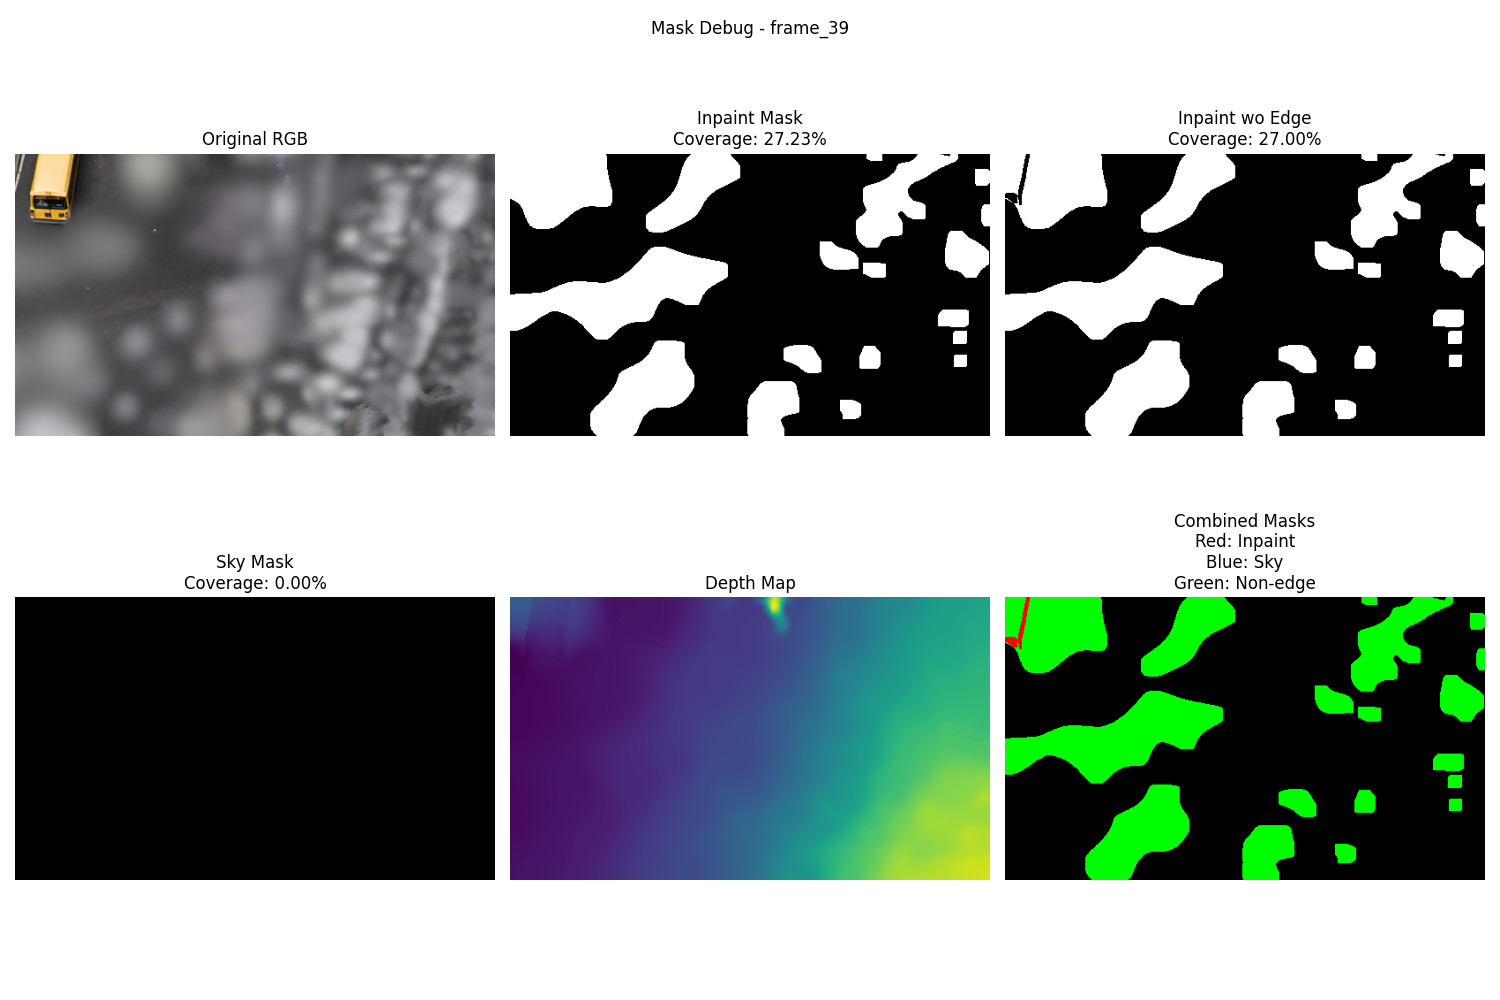 Mask Debug - frame_39
Original RGB
Inpaint Mask
Coverage: 27.23%
Inpaint wo Edge
Coverage: 27.00%
Sky Mask
Coverage: 0.00%
Depth Map
Combined Masks
Red: Inpaint
Blue: Sky
Green: Non-edge